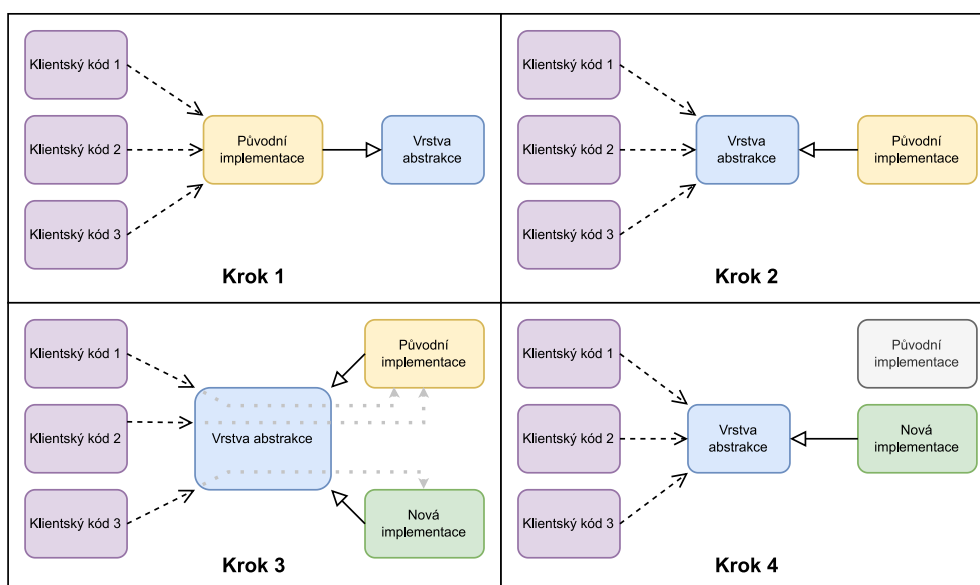 Klientský kód 1
Klientský kód 2
Klientský kód 3
Původní
implementace
Vrstva
abstrakce
Krok 1
Klientský kód 1
Klientský kód 2
Klientský kód 3
Vrstva
abstrakce
Původní
implementace
Krok 2
Klientský kód 1
Klientský kód 2
Klientský kód 3
Vrstva abstrakce
Původní
implementace
Nová
implementace
Krok 3
Klientský kód 1
Klientský kód 2
Klientský kód 3
Vrstva
abstrakce
Původní
implementace
Nová
implementace
Krok 4